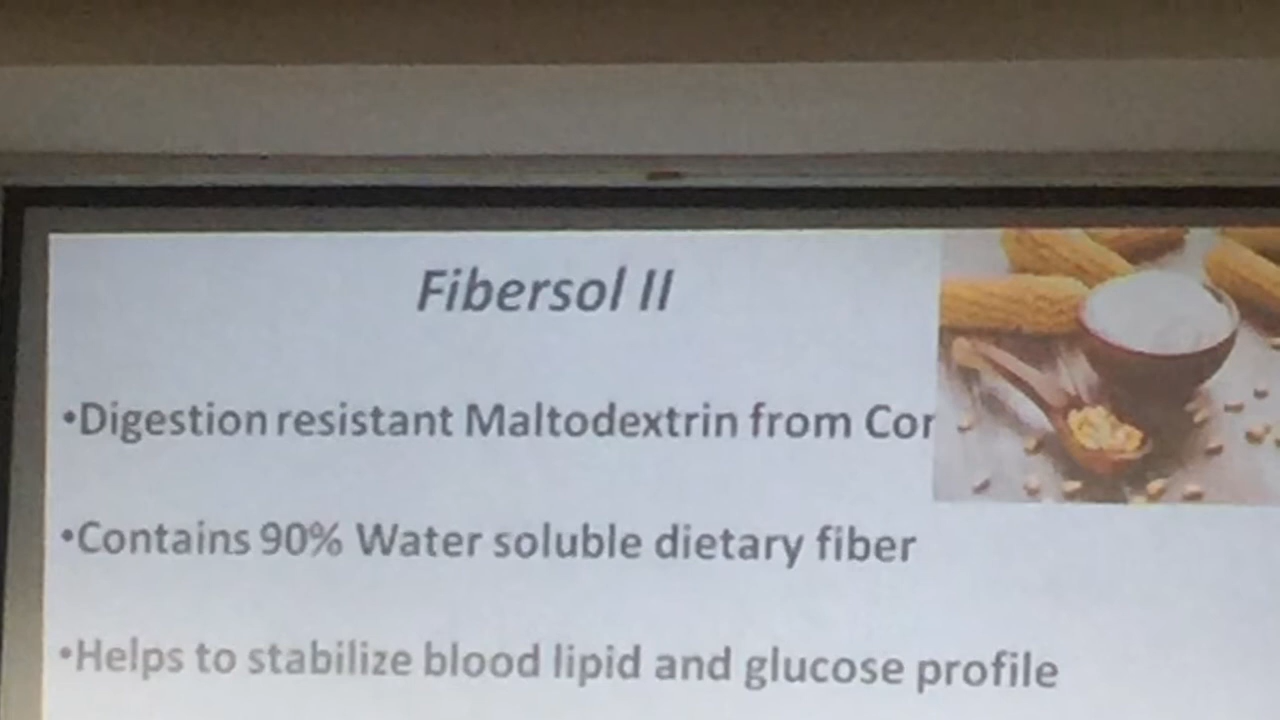 Fibersol II
•Digestion resistant Maltodextrin from Cor
•Contains 90% Water soluble dietary fiber
•Helps to stabilize blood lipid and glucose profile